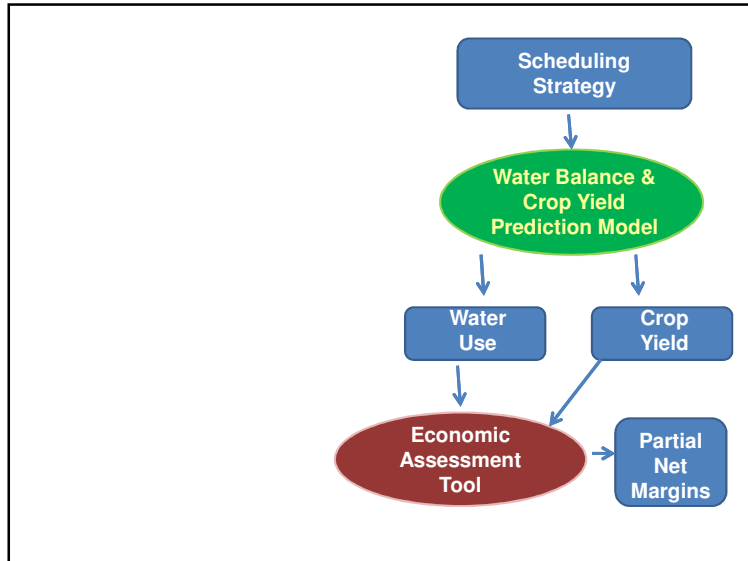 Scheduling
Strategy
Water Balance &
Crop Yield
Prediction Model
Water
Use
Crop
Yield
Economic
Assessment
Tool
Partial
Net
Margins